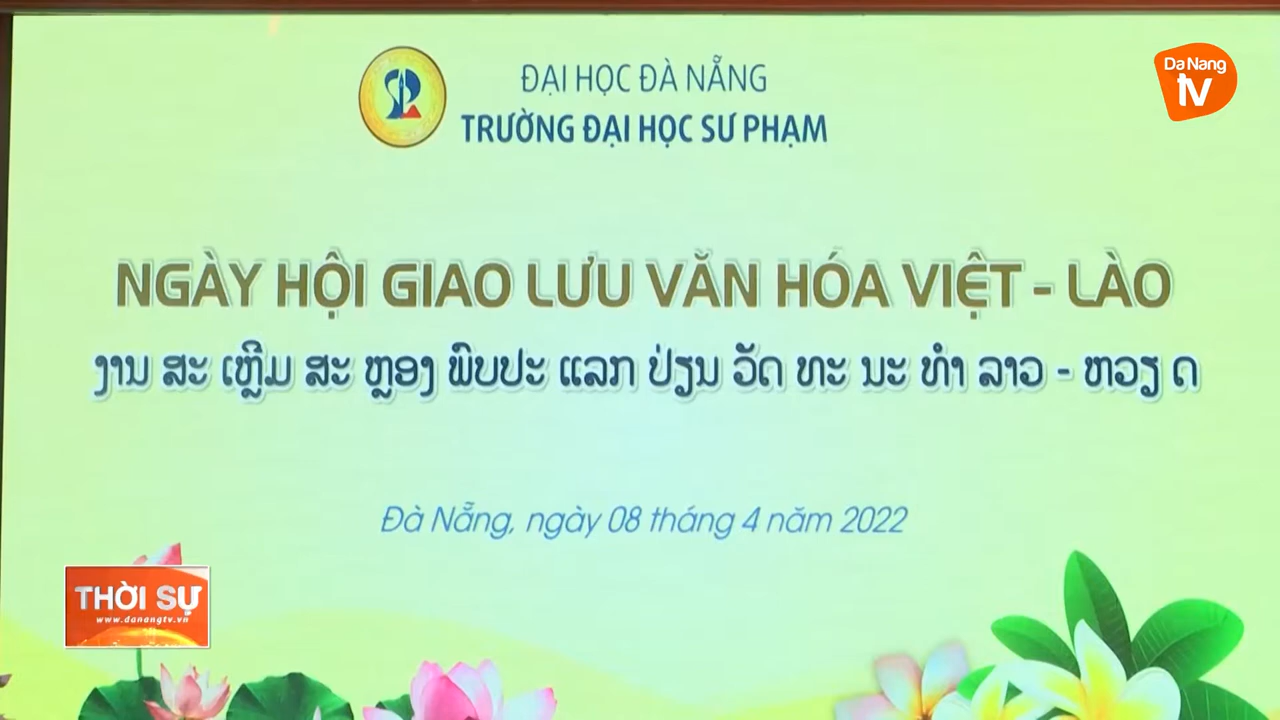 ĐẠI HỌC ĐÀ NẴNG
TRƯỜNG ĐẠI HỌC SƯ PHẠM
Da Nang
tv
NGÀY HỘI GIAO LƯU VĂN HÓA VIỆT - LÀO
ງານ ສະ ເຫຼີມ ສະ ຫຼອງ ພົບປະ ແລກ ປ່ຽນ ວັດ ທະ ນະ ທຳ ລາວ - ຫວຽ ດ
Đà Nẵng, ngày 08 tháng 4 năm 2022
THỜI SỰ
www.danangtv.vn